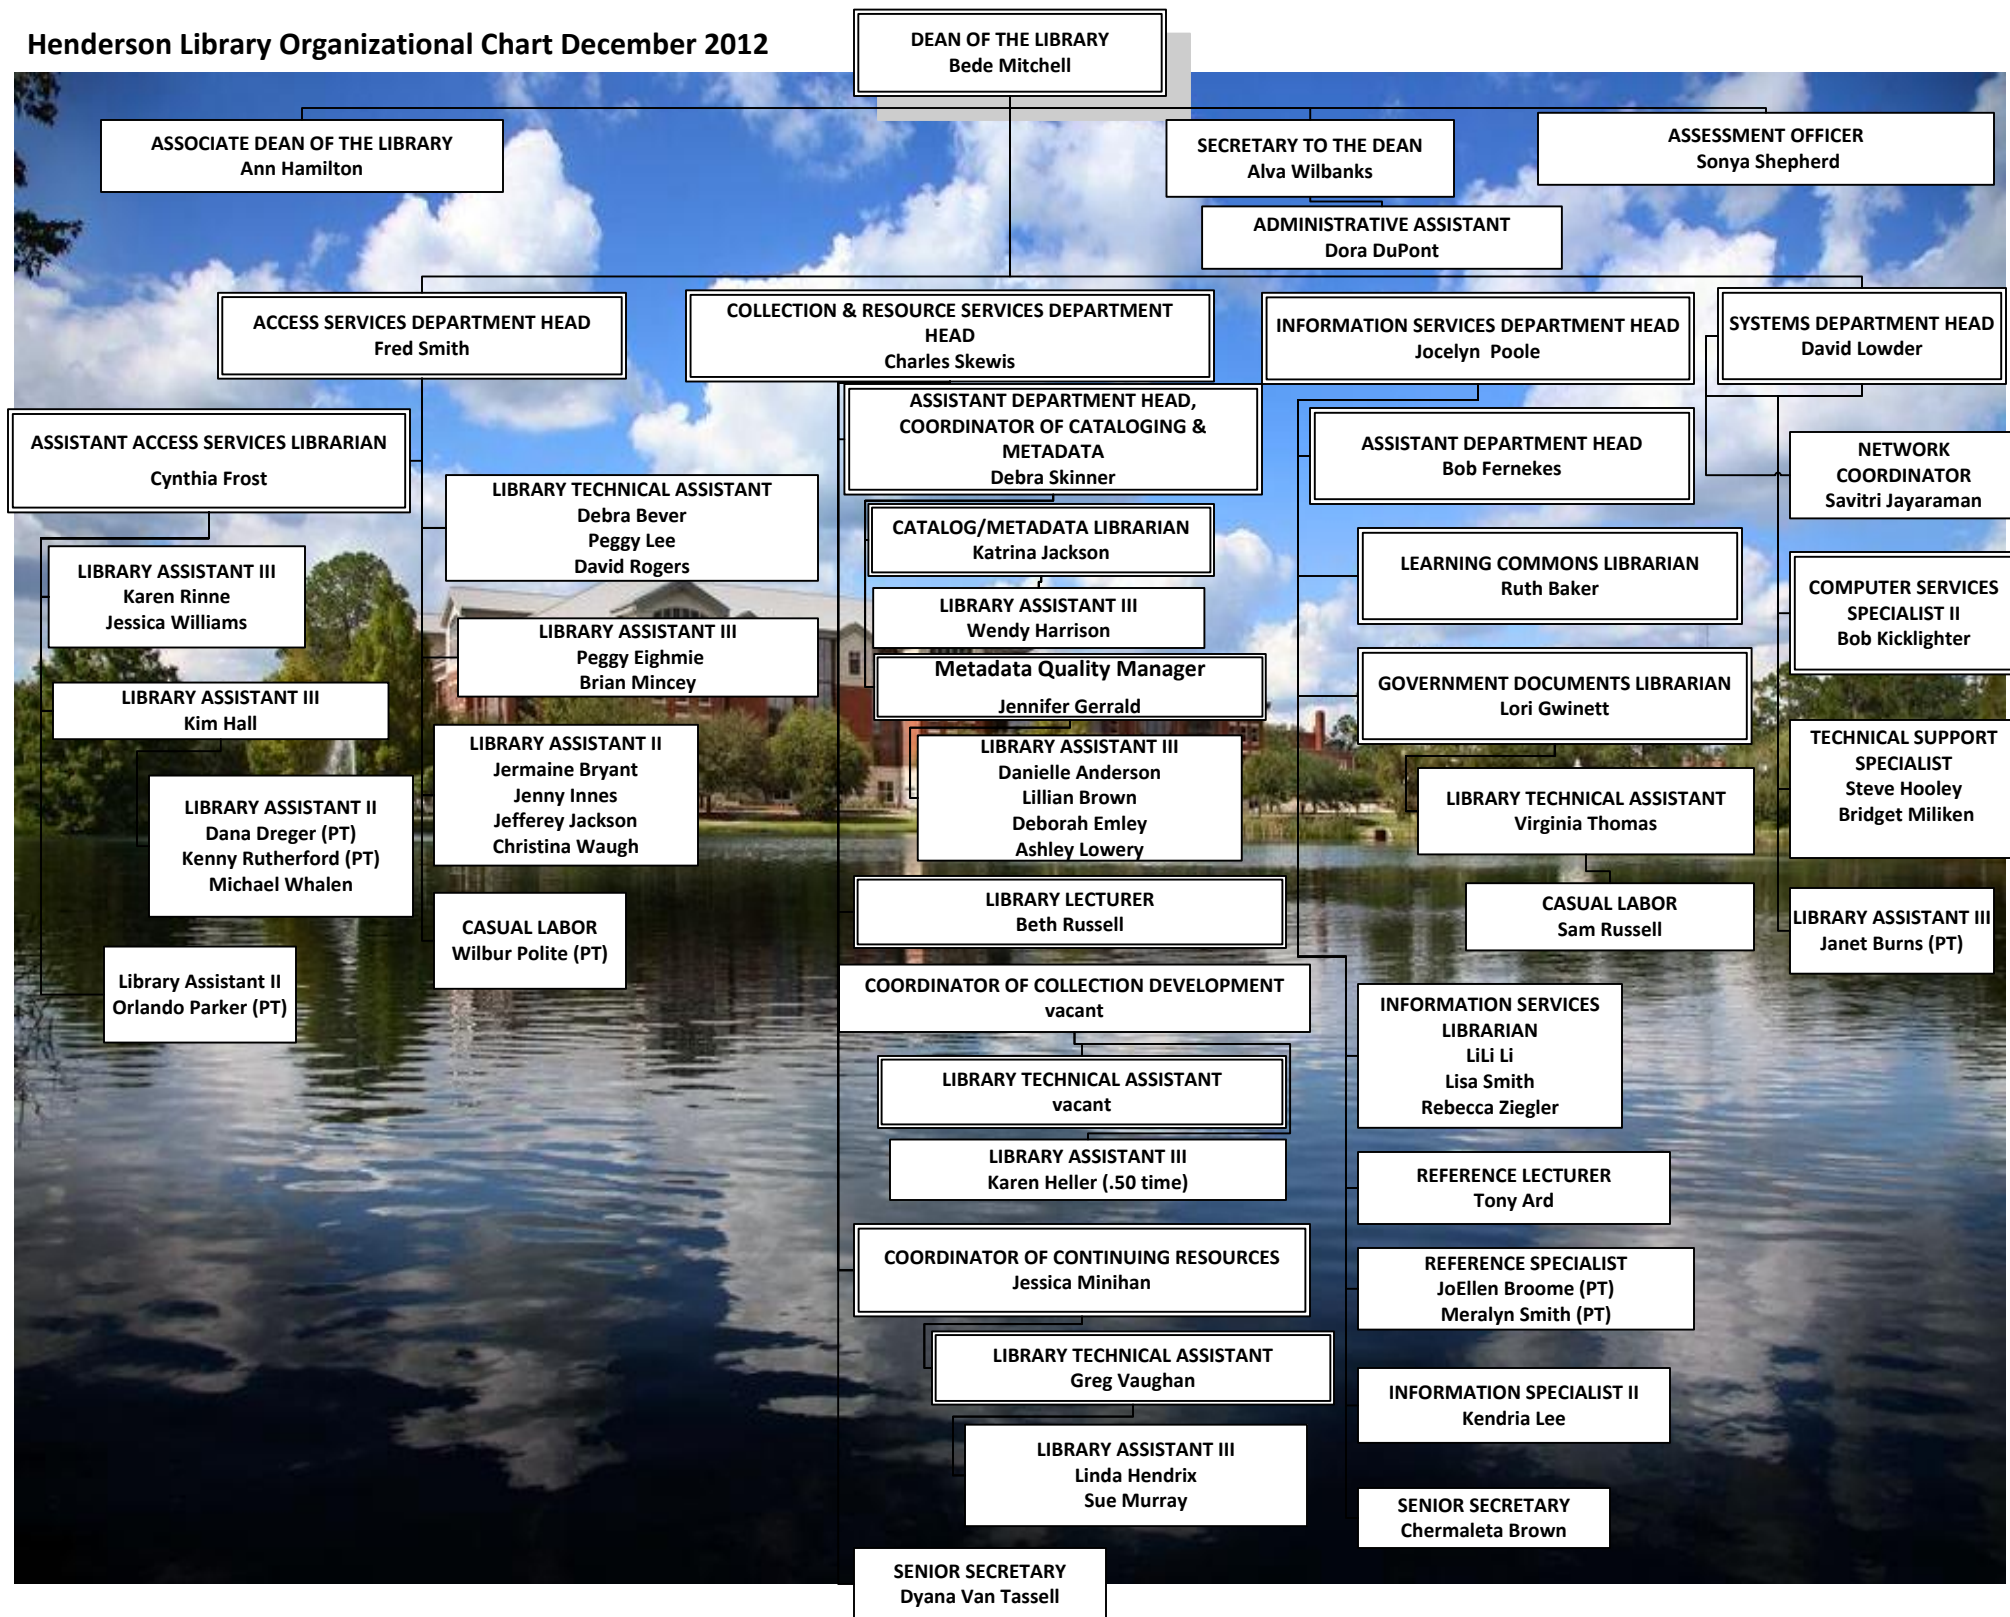 Henderson Library Organizational Chart December 2012
DEAN OF THE LIBRARY
Bede Mitchell
ASSOCIATE DEAN OF THE LIBRARY
Ann Hamilton
SECRETARY TO THE DEAN
Alva Wilbanks
ASSESSMENT OFFICER
Sonya Shepherd
ADMINISTRATIVE ASSISTANT
Dora DuPont
ACCESS SERVICES DEPARTMENT HEAD
Fred Smith
ASSISTANT ACCESS SERVICES LIBRARIAN
Cynthia Frost
LIBRARY ASSISTANT III
Karen Rinne
Jessica Williams
LIBRARY ASSISTANT III
Kim Hall
LIBRARY ASSISTANT II
Dana Dreger (PT)
Kenny Rutherford (PT)
Michael Whalen
Library Assistant II
Orlando Parker (PT)
LIBRARY TECHNICAL ASSISTANT
Debra Bever
Peggy Lee
David Rogers
LIBRARY ASSISTANT III
Peggy Eighmie
Brian Mincey
LIBRARY ASSISTANT II
Jermaine Bryant
Jenny Innes
Jefferey Jackson
Christina Waugh
CASUAL LABOR
Wilbur Polite (PT)
COLLECTION & RESOURCE SERVICES DEPARTMENT
HEAD
Charles Skewis
ASSISTANT DEPARTMENT HEAD,
COORDINATOR OF CATALOGING &
METADATA
Debra Skinner
CATALOG/METADATA LIBRARIAN
Katrina Jackson
LIBRARY ASSISTANT III
Wendy Harrison
Metadata Quality Manager
Jennifer Gerrald
LIBRARY ASSISTANT III
Danielle Anderson
Lillian Brown
Deborah Emley
Ashley Lowery
LIBRARY LECTURER
Beth Russell
COORDINATOR OF COLLECTION DEVELOPMENT
vacant
LIBRARY TECHNICAL ASSISTANT
vacant
LIBRARY ASSISTANT III
Karen Heller (.50 time)
COORDINATOR OF CONTINUING RESOURCES
Jessica Minihan
LIBRARY TECHNICAL ASSISTANT
Greg Vaughan
LIBRARY ASSISTANT III
Linda Hendrix
Sue Murray
SENIOR SECRETARY
Dyana Van Tassell
INFORMATION SERVICES DEPARTMENT HEAD
Jocelyn Poole
ASSISTANT DEPARTMENT HEAD
Bob Fernekes
LEARNING COMMONS LIBRARIAN
Ruth Baker
GOVERNMENT DOCUMENTS LIBRARIAN
Lori Gwinett
LIBRARY TECHNICAL ASSISTANT
Virginia Thomas
CASUAL LABOR
Sam Russell
INFORMATION SERVICES
LIBRARIAN
LiLi Li
Lisa Smith
Rebecca Ziegler
REFERENCE LECTURER
Tony Ard
REFERENCE SPECIALIST
JoEllen Broome (PT)
Meralyn Smith (PT)
INFORMATION SPECIALIST II
Kendria Lee
SENIOR SECRETARY
Chermaleta Brown
SYSTEMS DEPARTMENT HEAD
David Lowder
NETWORK
COORDINATOR
Savitri Jayaraman
COMPUTER SERVICES
SPECIALIST II
Bob Kicklighter
TECHNICAL SUPPORT
SPECIALIST
Steve Hooley
Bridget Miliken
LIBRARY ASSISTANT III
Janet Burns (PT)